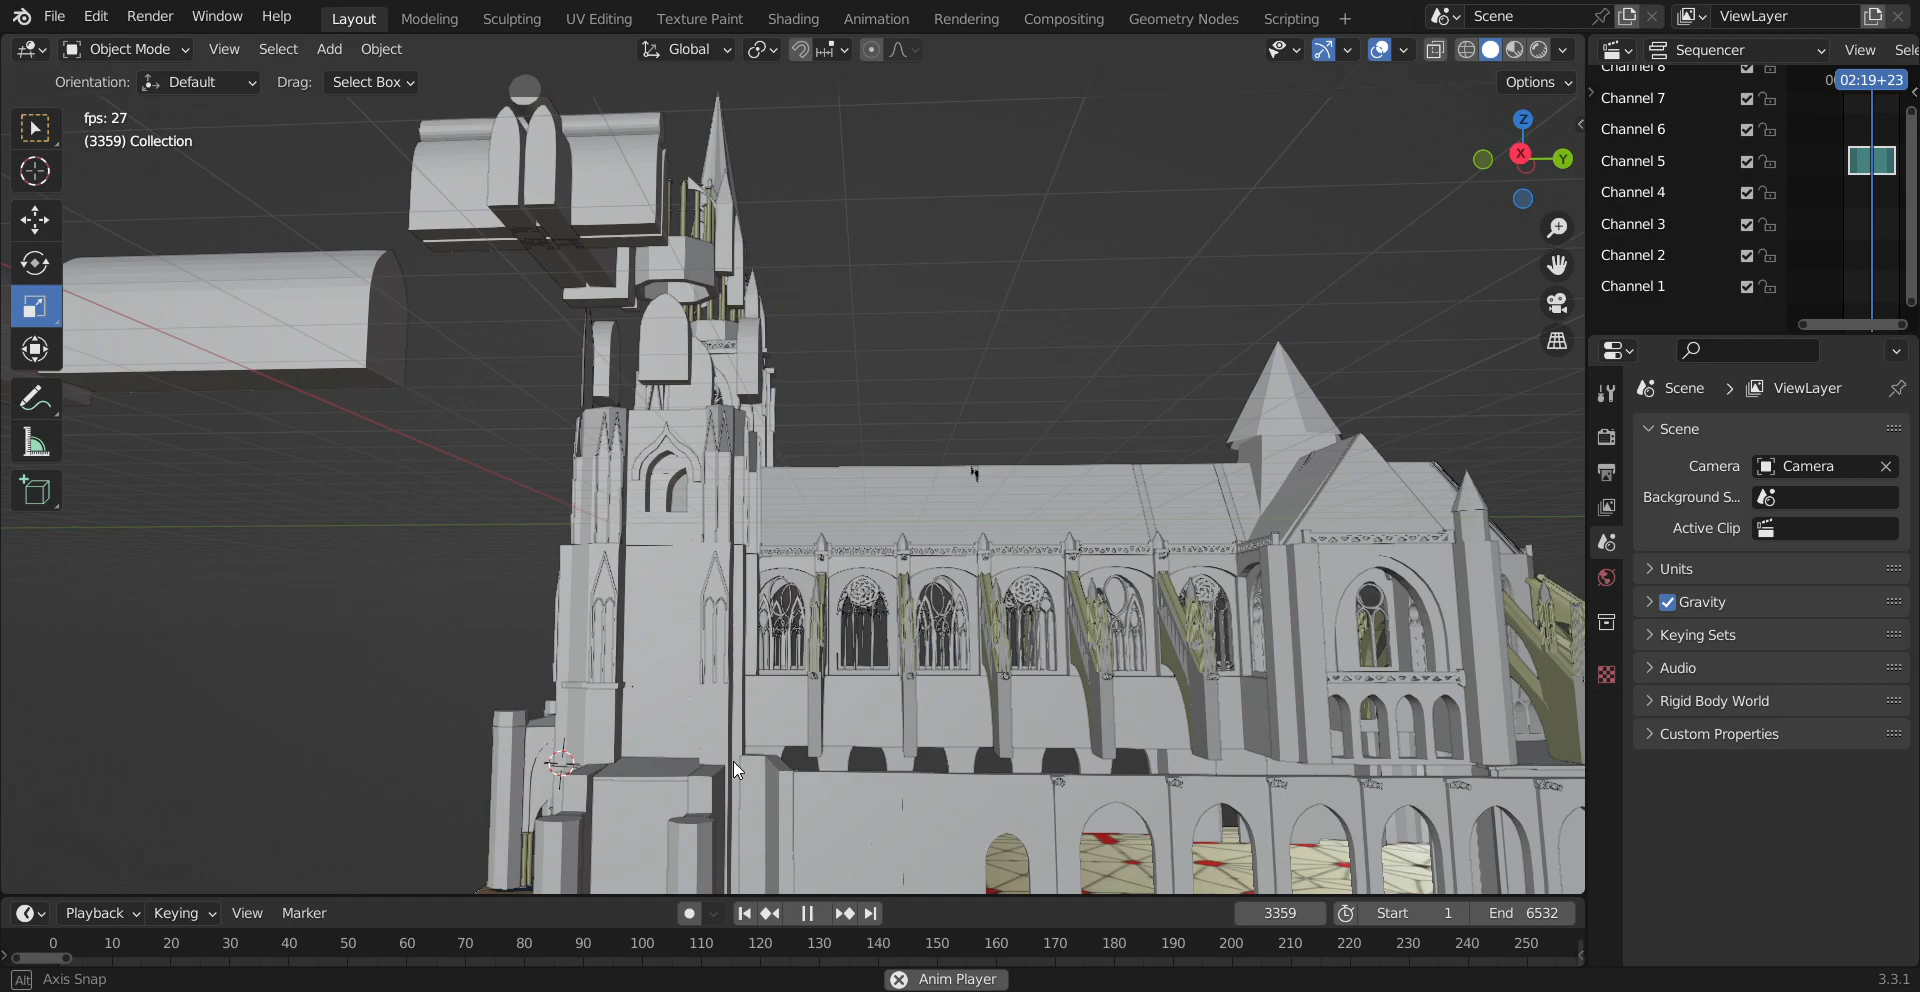 File Edit Render Window Help Layout Modeling Sculpting UV Editing Texture Paint Shading Animation Rendering Compositing Geometry Nodes Scripting + Scene ViewLayer
Object Mode View Select Add Object Global Sequencer View Sele
Orientation: Default Drag: Select Box Options 02:19+23
fps: 27
(3359) Collection
Z
X
Y
Channel 8
Channel 7
Channel 6
Channel 5
Channel 4
Channel 3
Channel 2
Channel 1
Scene > ViewLayer
Scene
Camera Camera
Background S...
Active Clip
Units
Gravity
Keying Sets
Audio
Rigid Body World
Custom Properties
Playback Keying View Marker 3359 Start 1 End 6532
0 10 20 30 40 50 60 70 80 90 100 110 120 130 140 150 160 170 180 190 200 210 220 230 240 250
Alt Axis Snap Anim Player 3.3.1